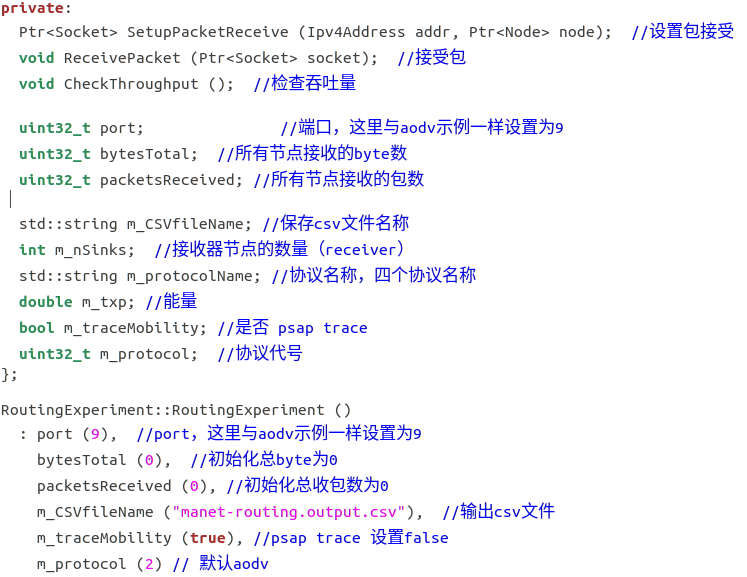 private:
  Ptr<Socket> SetupPacketReceive (Ipv4Address addr, Ptr<Node> node);  //设置包接受
  void ReceivePacket (Ptr<Socket> socket);  //接受包
  void CheckThroughput ();  //检查吞吐量
  uint32_t port;               //端口，这里与aodv示例一样设置为9
  uint32_t bytesTotal;  //所有节点接收的byte数
  uint32_t packetsReceived; //所有节点接收的包数
  std::string m_CSVfileName; //保存csv文件名称
  int m_nSinks;  //接收器节点的数量（receiver）
  std::string m_protocolName; //协议名称，四个协议名称
  double m_txp; //能量
  bool m_traceMobility; //是否 psap trace
  uint32_t m_protocol;  //协议代号
};
RoutingExperiment::RoutingExperiment ()
  : port (9),  //port，这里与aodv示例一样设置为9
    bytesTotal (0),  //初始化总byte为0
    packetsReceived (0), //初始化总收包数为0
    m_CSVfileName ("manet-routing.output.csv"),  //输出csv文件
    m_traceMobility (true), //psap trace 设置false
    m_protocol (2) // 默认aodv